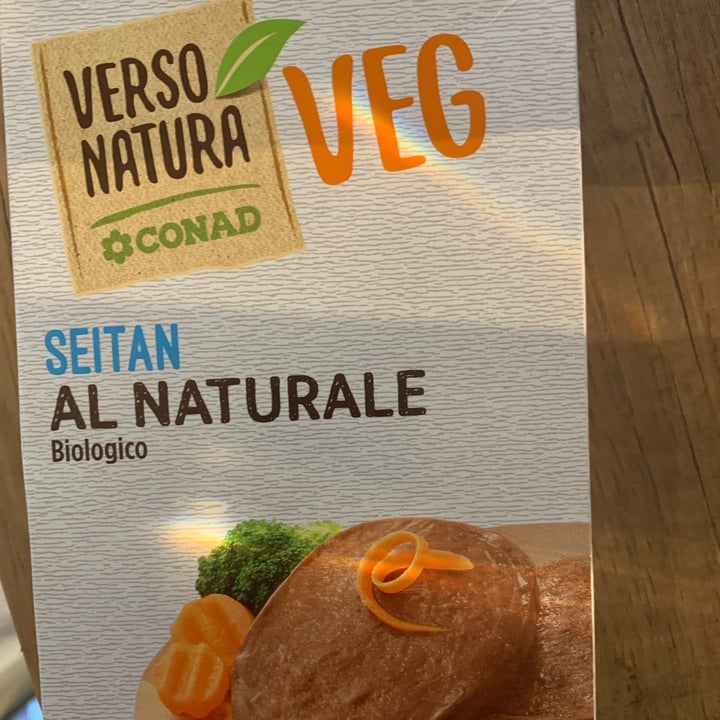 VERSO
NATURA
CONAD
VEG
SEITAN
AL NATURALE
Biologico